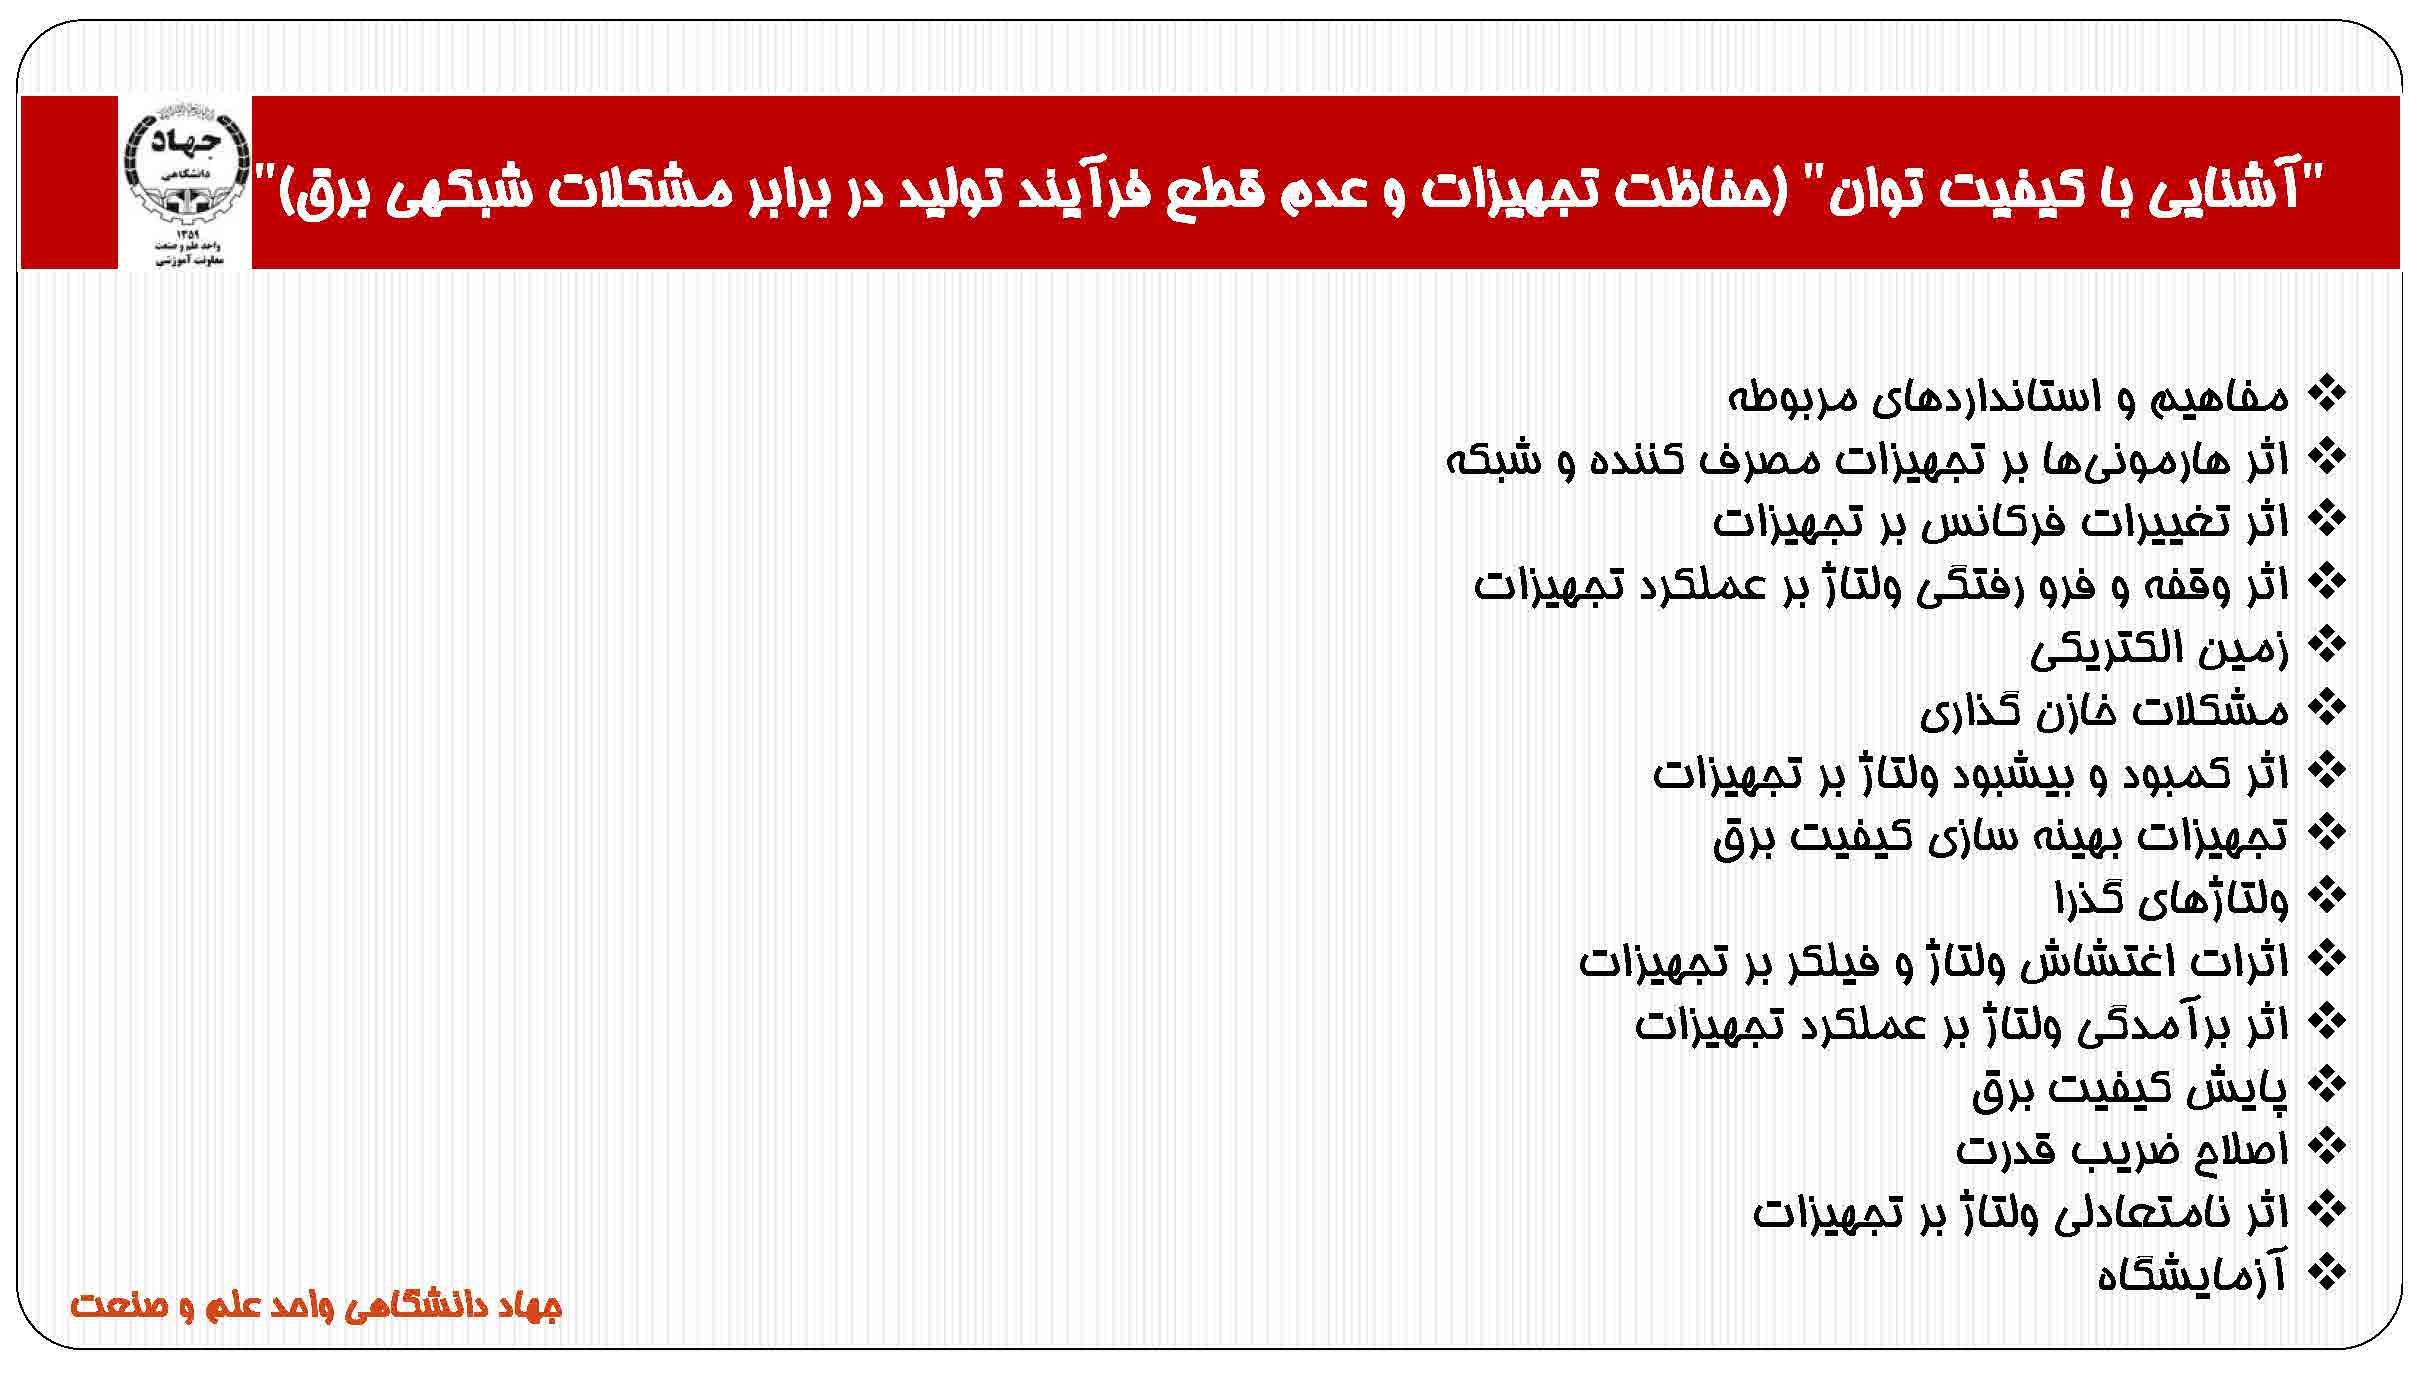 "آشنایی با کیفیت توان" (حفاظت تجهیزات و عدم قطع فرآیند تولید در برابر مشکلات شبکهی برق)"
جهاد
دانشگاهی
۱۳۵۹
واحد علم و صنعت
معاونت آموزشی
❖ مفاهیم و استانداردهای مربوطه
❖ اثر هارمونی‌ها بر تجهیزات مصرف کننده و شبکه
❖ اثر تغییرات فرکانس بر تجهیزات
❖ اثر وقفه و فرو رفتگی ولتاژ بر عملکرد تجهیزات
❖ زمین الکتریکی
❖ مشکلات خازن گذاری
❖ اثر کمبود و بیشبود ولتاژ بر تجهیزات
❖ تجهیزات بهینه سازی کیفیت برق
❖ ولتاژهای گذرا
❖ اثرات اغتشاش ولتاژ و فیلکر بر تجهیزات
❖ اثر برآمدگی ولتاژ بر عملکرد تجهیزات
❖ پایش کیفیت برق
❖ اصلاح ضریب قدرت
❖ اثر نامتعادلی ولتاژ بر تجهیزات
❖ آزمایشگاه
جهاد دانشگاهی واحد علم و صنعت